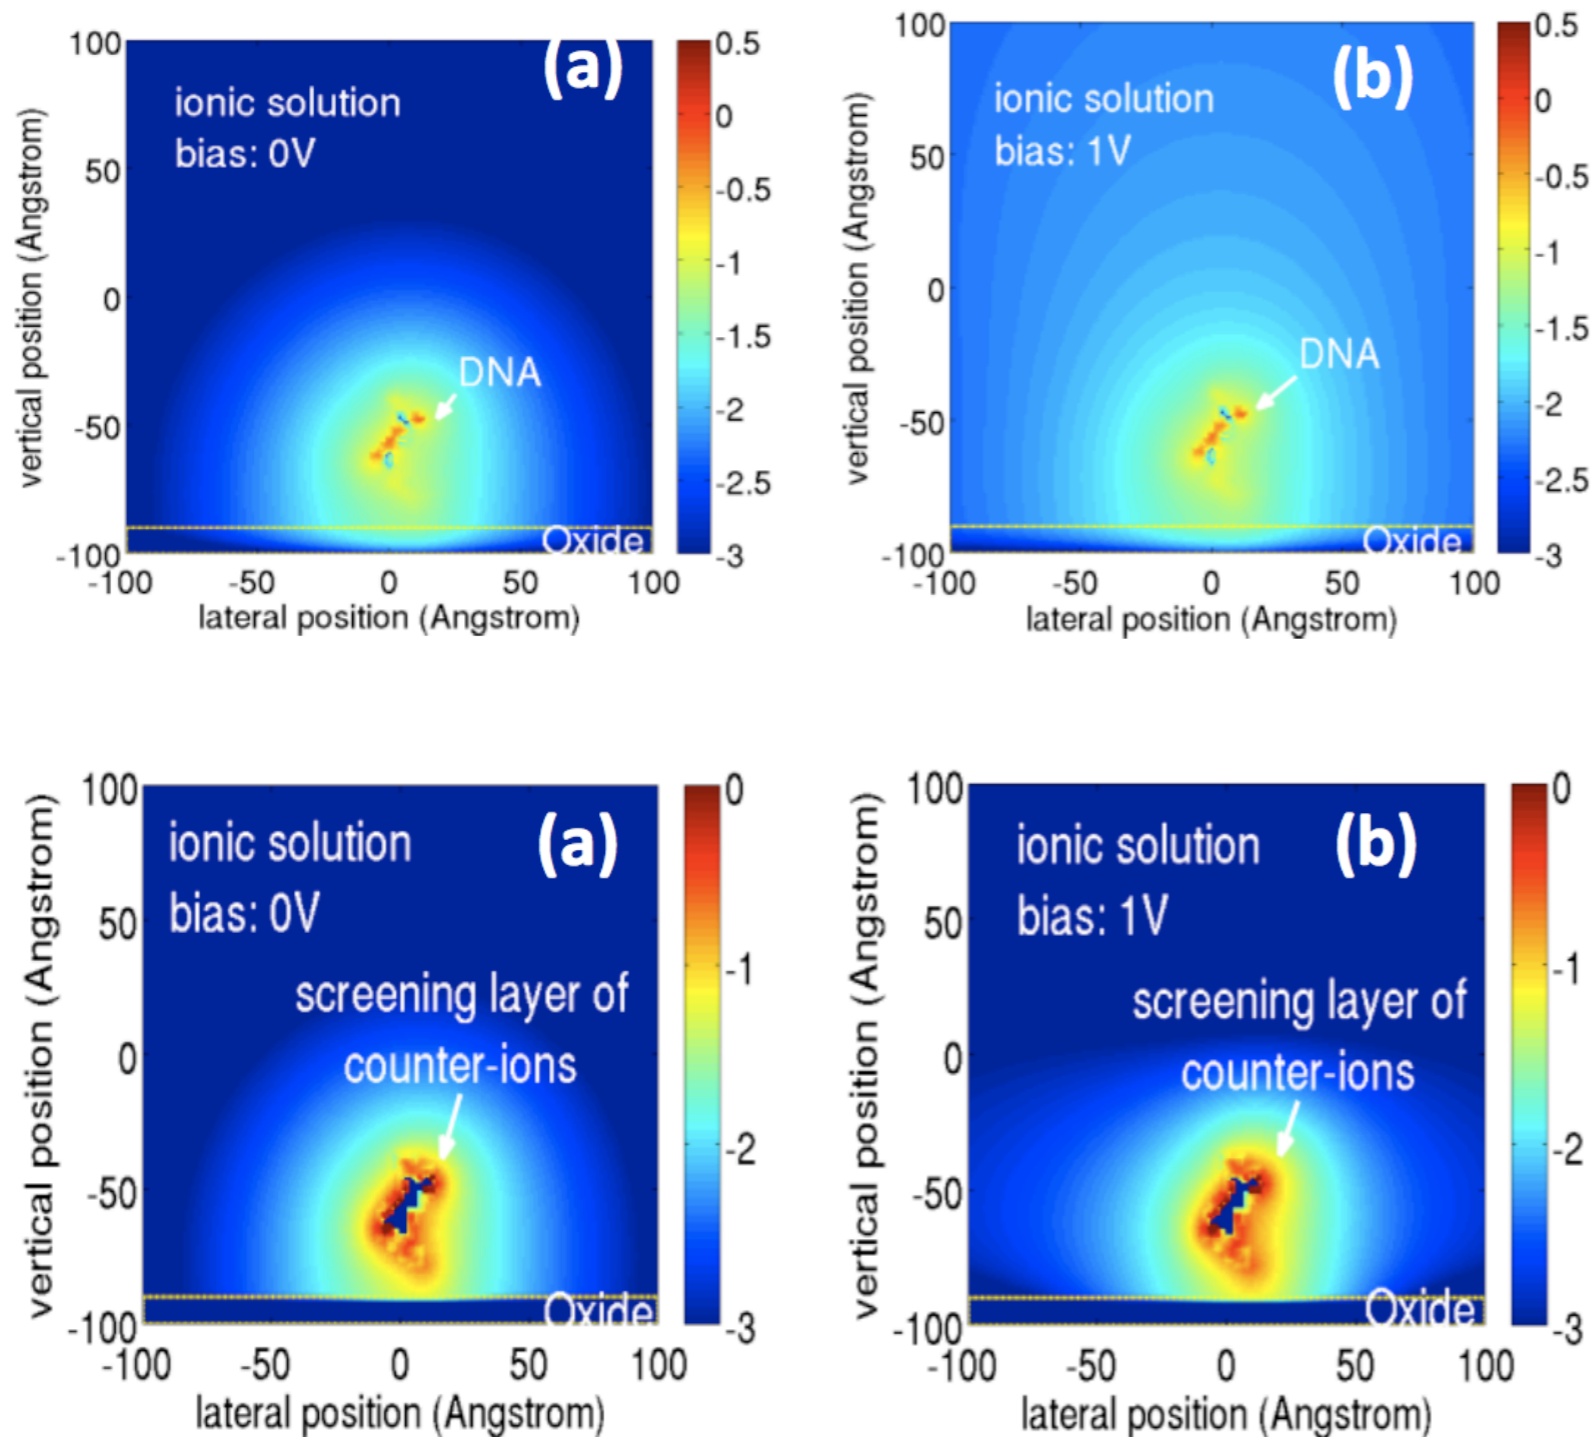 (a)
ionic solution
bias: 0V
DNA
Oxide
100
50
0
-50
-100
-100 -50 0 50 100
vertical position (Angstrom)
lateral position (Angstrom)
0.5
0
-0.5
-1
-1.5
-2
-2.5
-3
(b)
ionic solution
bias: 1V
DNA
Oxide
100
50
0
-50
-100
-100 -50 0 50 100
vertical position (Angstrom)
lateral position (Angstrom)
0.5
0
-0.5
-1
-1.5
-2
-2.5
-3
(a)
ionic solution
bias: 0V
screening layer of
counter-ions
Oxide
100
50
0
-50
-100
-100 -50 0 50 100
vertical position (Angstrom)
lateral position (Angstrom)
0
-1
-2
-3
(b)
ionic solution
bias: 1V
screening layer of
counter-ions
Oxide
100
50
0
-50
-100
-100 -50 0 50 100
vertical position (Angstrom)
lateral position (Angstrom)
0
-1
-2
-3